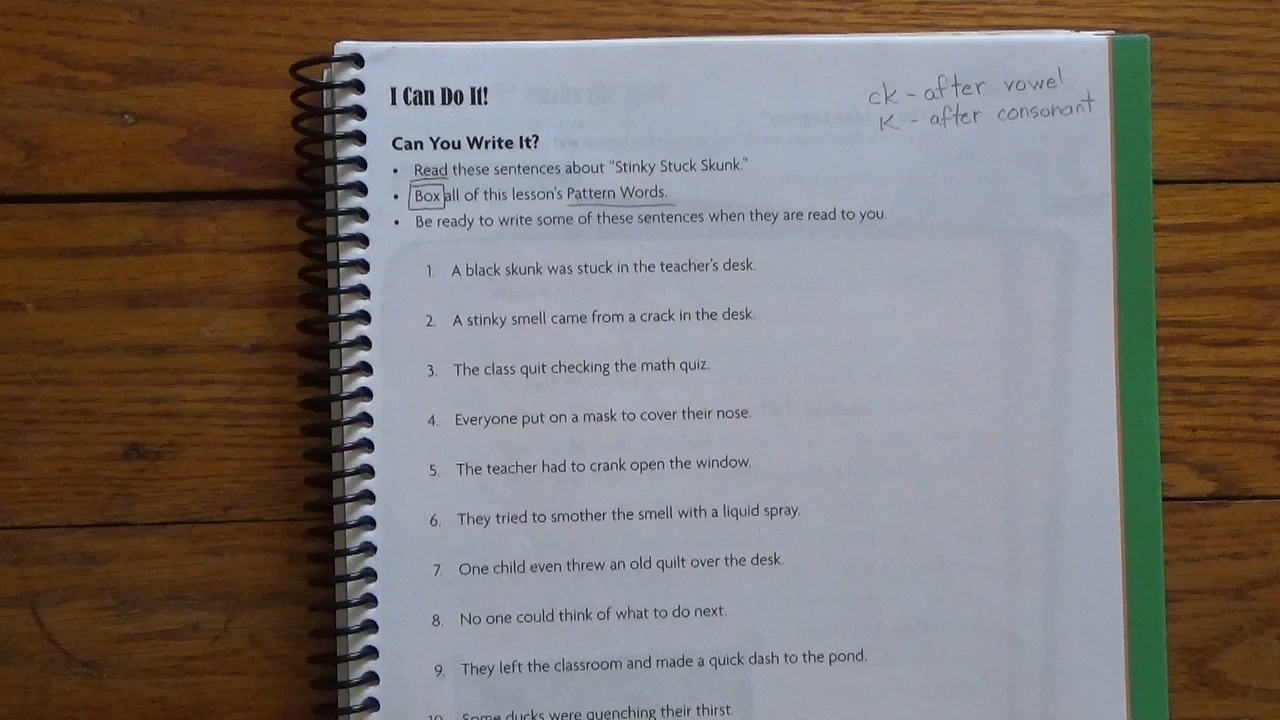 I Can Do It!
ck - after vowel
K - after consonant
Can You Write It?
• Read these sentences about "Stinky Stuck Skunk."
• Box all of this lesson's Pattern Words.
• Be ready to write some of these sentences when they are read to you.
1. A black skunk was stuck in the teacher's desk.
2. A stinky smell came from a crack in the desk.
3. The class quit checking the math quiz.
4. Everyone put on a mask to cover their nose.
5. The teacher had to crank open the window.
6. They tried to smother the smell with a liquid spray.
7. One child even threw an old quilt over the desk.
8. No one could think of what to do next.
9. They left the classroom and made a quick dash to the pond.
10. Some ducks were quenching their thirst.